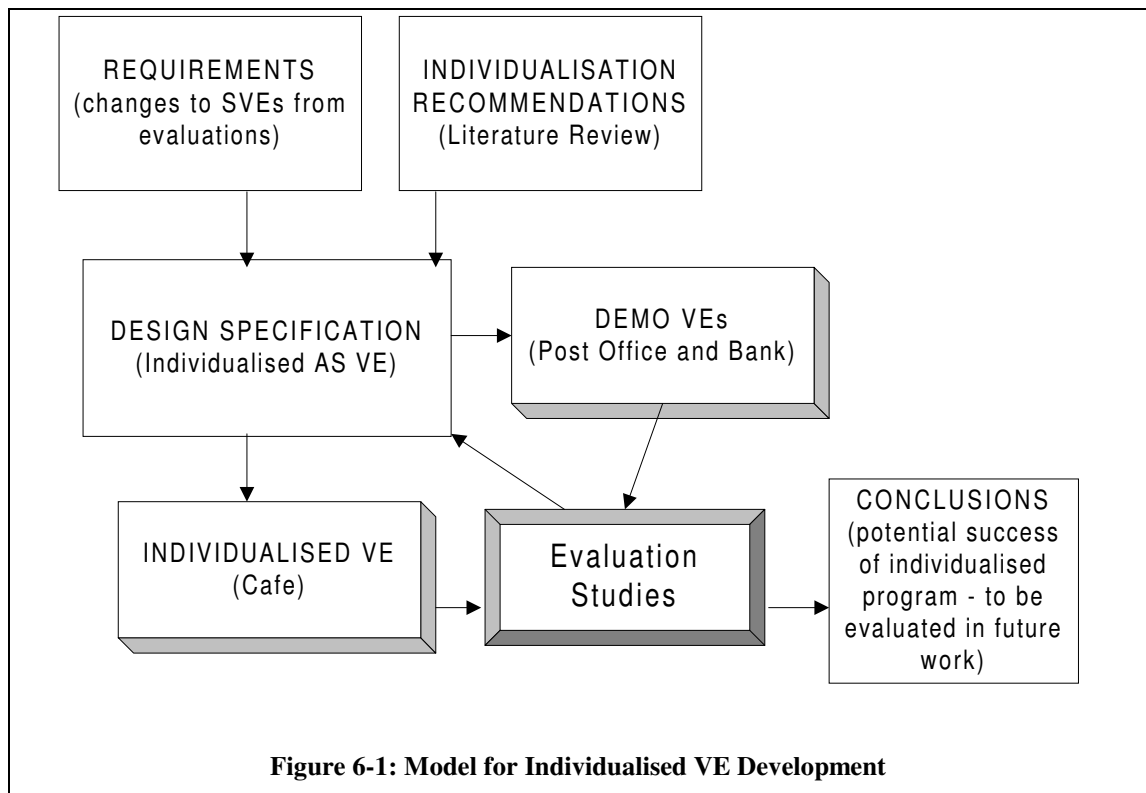 REQUIREMENTS
(changes to SVEs from
evaluations)
INDIVIDUALISATION
RECOMMENDATIONS
(Literature Review)
DESIGN SPECIFICATION
(Individualised AS VE)
DEMO VEs
(Post Office and Bank)
INDIVIDUALISED VE
(Cafe)
Evaluation
Studies
CONCLUSIONS
(potential success
of individualised
program - to be
evaluated in future
work)
Figure 6-1: Model for Individualised VE Development